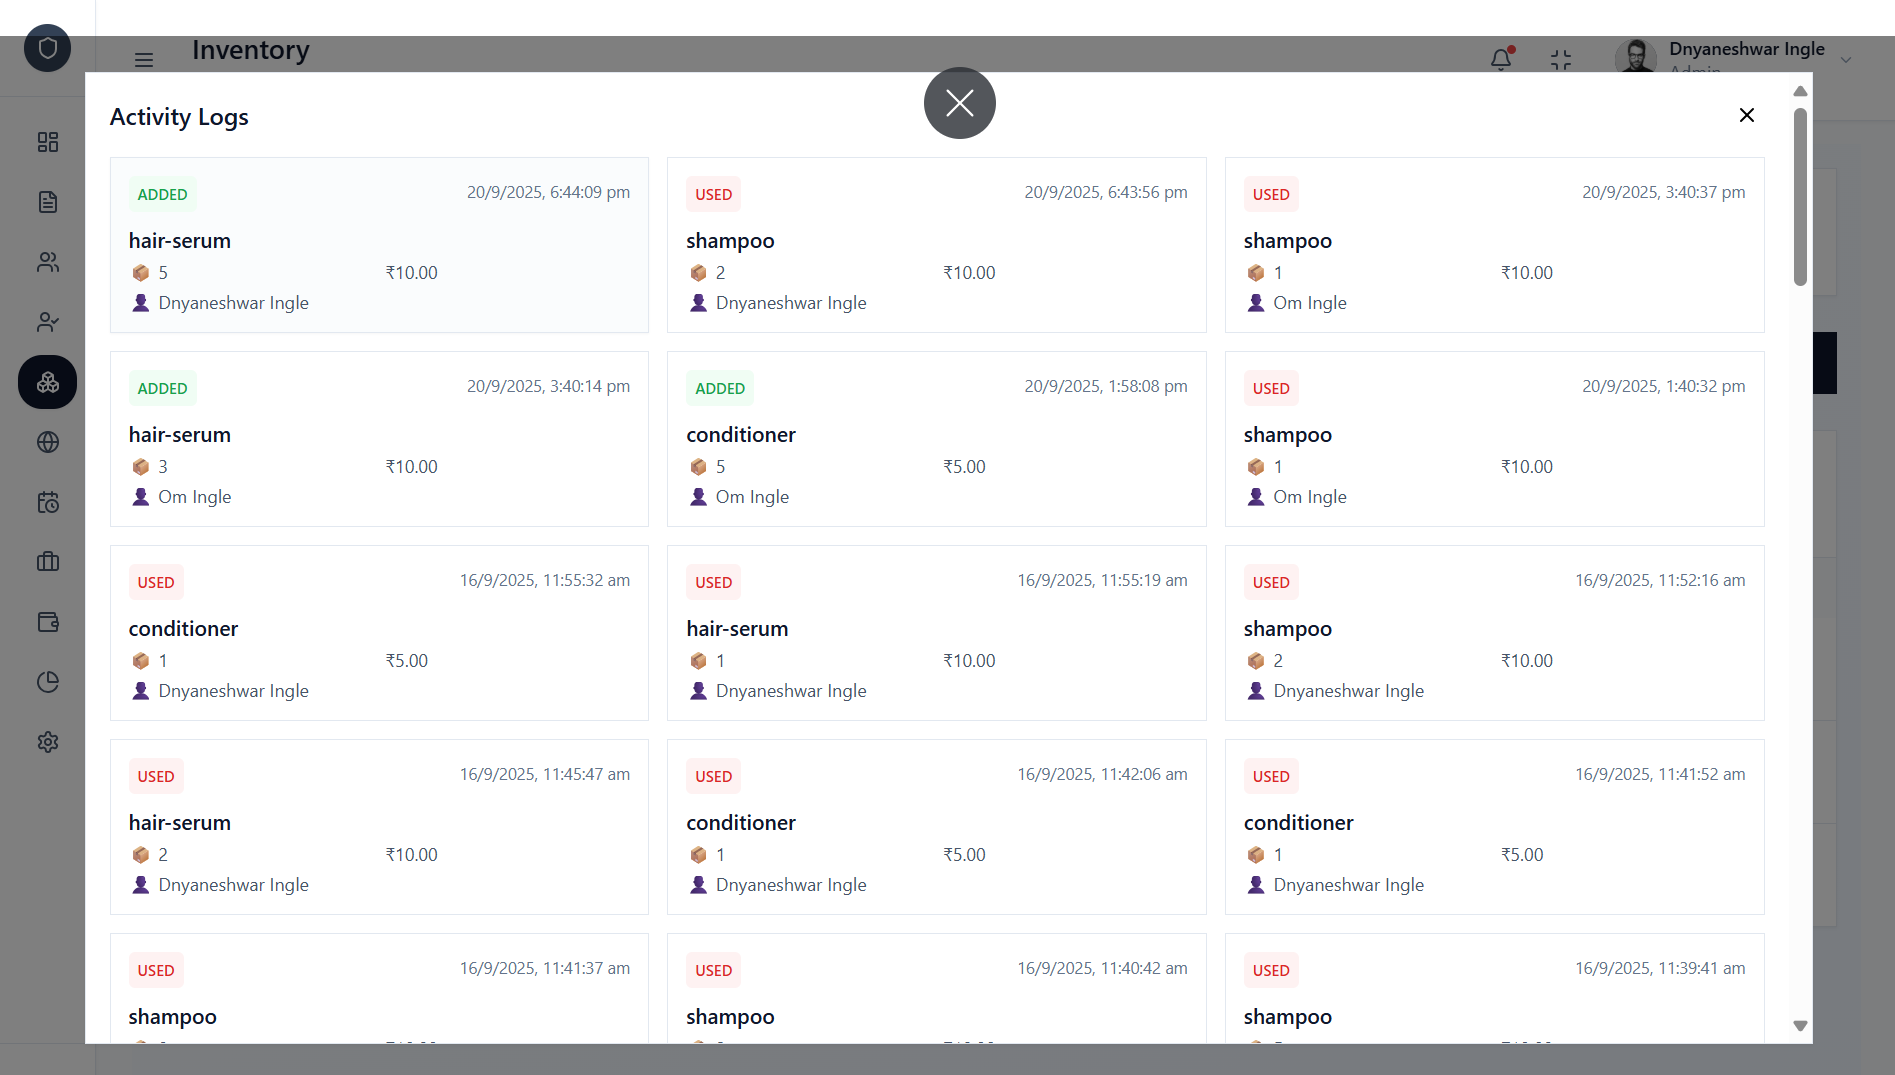 Inventory
Dnyaneshwar Ingle
Admin
Activity Logs
ADDED
20/9/2025, 6:44:09 pm
hair-serum
5
₹10.00
Dnyaneshwar Ingle
USED
20/9/2025, 6:43:56 pm
shampoo
2
₹10.00
Dnyaneshwar Ingle
USED
20/9/2025, 3:40:37 pm
shampoo
1
₹10.00
Om Ingle
ADDED
20/9/2025, 3:40:14 pm
hair-serum
3
₹10.00
Om Ingle
ADDED
20/9/2025, 1:58:08 pm
conditioner
5
₹5.00
Om Ingle
USED
20/9/2025, 1:40:32 pm
shampoo
1
₹10.00
Om Ingle
USED
16/9/2025, 11:55:32 am
conditioner
1
₹5.00
Dnyaneshwar Ingle
USED
16/9/2025, 11:55:19 am
hair-serum
1
₹10.00
Dnyaneshwar Ingle
USED
16/9/2025, 11:52:16 am
shampoo
2
₹10.00
Dnyaneshwar Ingle
USED
16/9/2025, 11:45:47 am
hair-serum
2
₹10.00
Dnyaneshwar Ingle
USED
16/9/2025, 11:42:06 am
conditioner
1
₹5.00
Dnyaneshwar Ingle
USED
16/9/2025, 11:41:52 am
conditioner
1
₹5.00
Dnyaneshwar Ingle
USED
16/9/2025, 11:41:37 am
shampoo
USED
16/9/2025, 11:40:42 am
shampoo
USED
16/9/2025, 11:39:41 am
shampoo